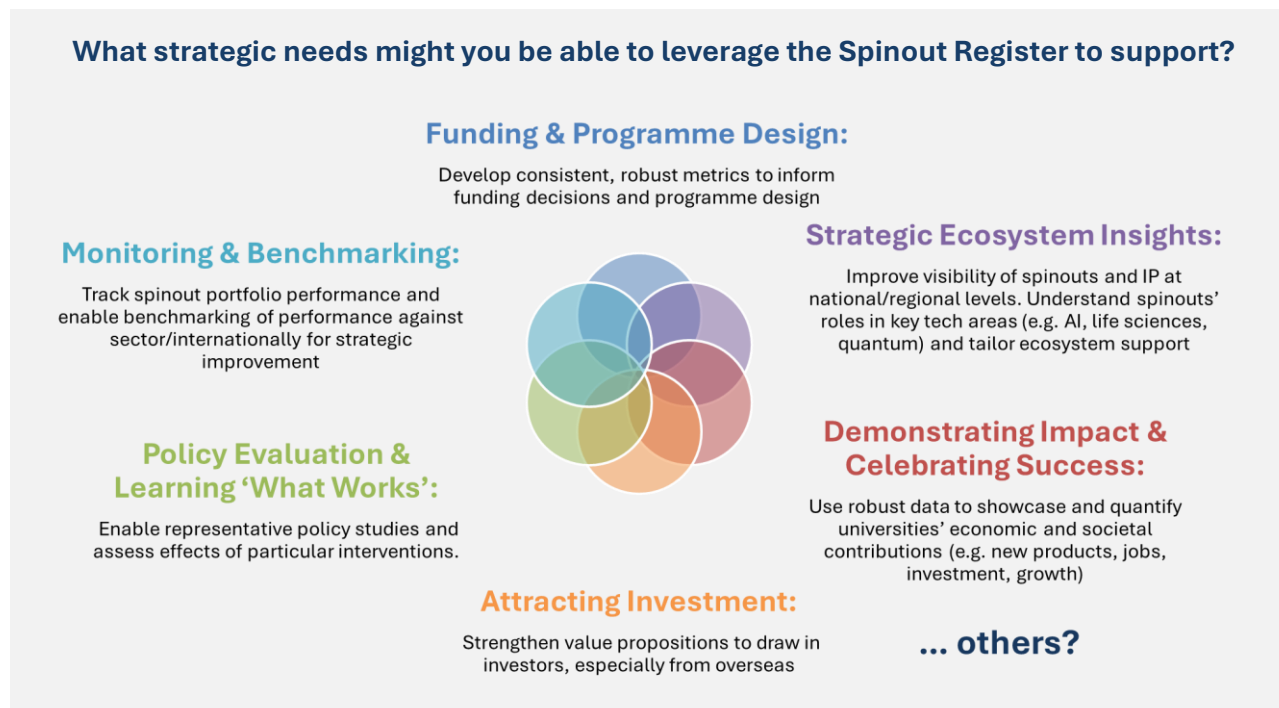 What strategic needs might you be able to leverage the Spinout Register to support?
Funding & Programme Design:
Develop consistent, robust metrics to inform
funding decisions and programme design
Strategic Ecosystem Insights:
Improve visibility of spinouts and IP at
national/regional levels. Understand spinouts’
roles in key tech areas (e.g. AI, life sciences,
quantum) and tailor ecosystem support
Monitoring & Benchmarking:
Track spinout portfolio performance and
enable benchmarking of performance against
sector/internationally for strategic
improvement
Demonstrating Impact &
Celebrating Success:
Use robust data to showcase and quantify
universities’ economic and societal
contributions (e.g. new products, jobs,
investment, growth)
Policy Evaluation &
Learning ‘What Works’:
Enable representative policy studies and
assess effects of particular interventions.
Attracting Investment:
Strengthen value propositions to draw in
investors, especially from overseas
... others?